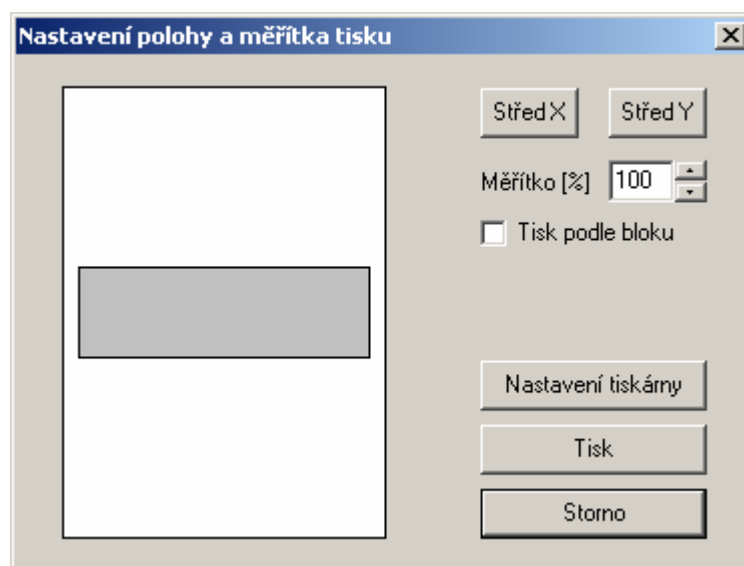 Nastavení polohy a měřítka tisku
Střed X Střed Y
Měřítko [%] 100
Tisk podle bloku
Nastavení tiskárny
Tisk
Storno